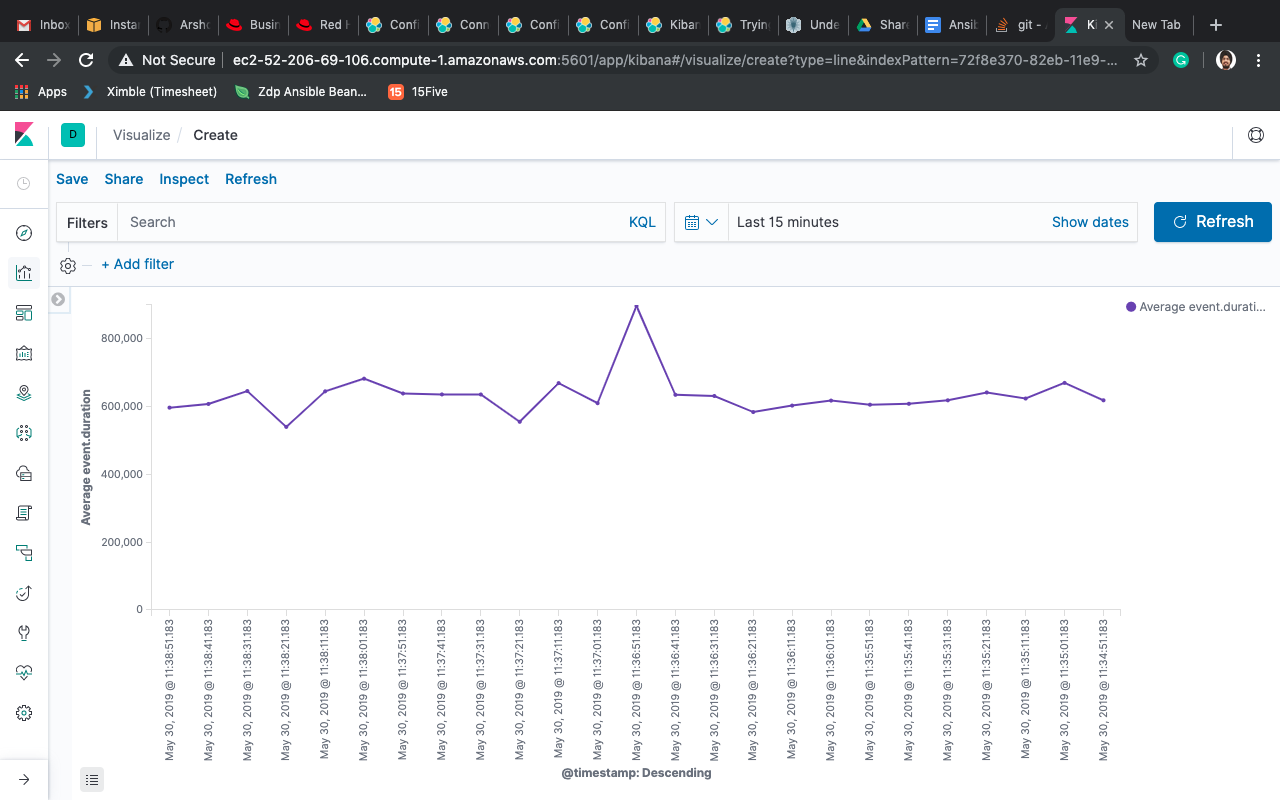 Inbox Insta Arsho Busin Red H Confi Conn Confi Confi Kibar Trying Unde Share Ansib git - A Ki New Tab
Not Secure ec2-52-206-69-106.compute-1.amazonaws.com:5601/app/kibana#/visualize/create?type=line&indexPattern=72f8e370-82eb-11e9-...
Apps Ximble (Timesheet) Zdp Ansible Bean... 15 15Five
D Visualize / Create
Save Share Inspect Refresh
Filters Search KQL Last 15 minutes Show dates Refresh
+ Add filter
Average event.durati...
800,000
600,000
400,000
200,000
0
Average event.duration
May 30, 2019 @ 11:38:51.183
May 30, 2019 @ 11:38:41.183
May 30, 2019 @ 11:38:31.183
May 30, 2019 @ 11:38:21.183
May 30, 2019 @ 11:38:11.183
May 30, 2019 @ 11:38:01.183
May 30, 2019 @ 11:37:51.183
May 30, 2019 @ 11:37:41.183
May 30, 2019 @ 11:37:31.183
May 30, 2019 @ 11:37:21.183
May 30, 2019 @ 11:37:11.183
May 30, 2019 @ 11:37:01.183
May 30, 2019 @ 11:36:51.183
May 30, 2019 @ 11:36:41.183
May 30, 2019 @ 11:36:31.183
May 30, 2019 @ 11:36:21.183
May 30, 2019 @ 11:36:11.183
May 30, 2019 @ 11:36:01.183
May 30, 2019 @ 11:35:51.183
May 30, 2019 @ 11:35:41.183
May 30, 2019 @ 11:35:31.183
May 30, 2019 @ 11:35:21.183
May 30, 2019 @ 11:35:11.183
May 30, 2019 @ 11:35:01.183
May 30, 2019 @ 11:34:51.183
@timestamp: Descending